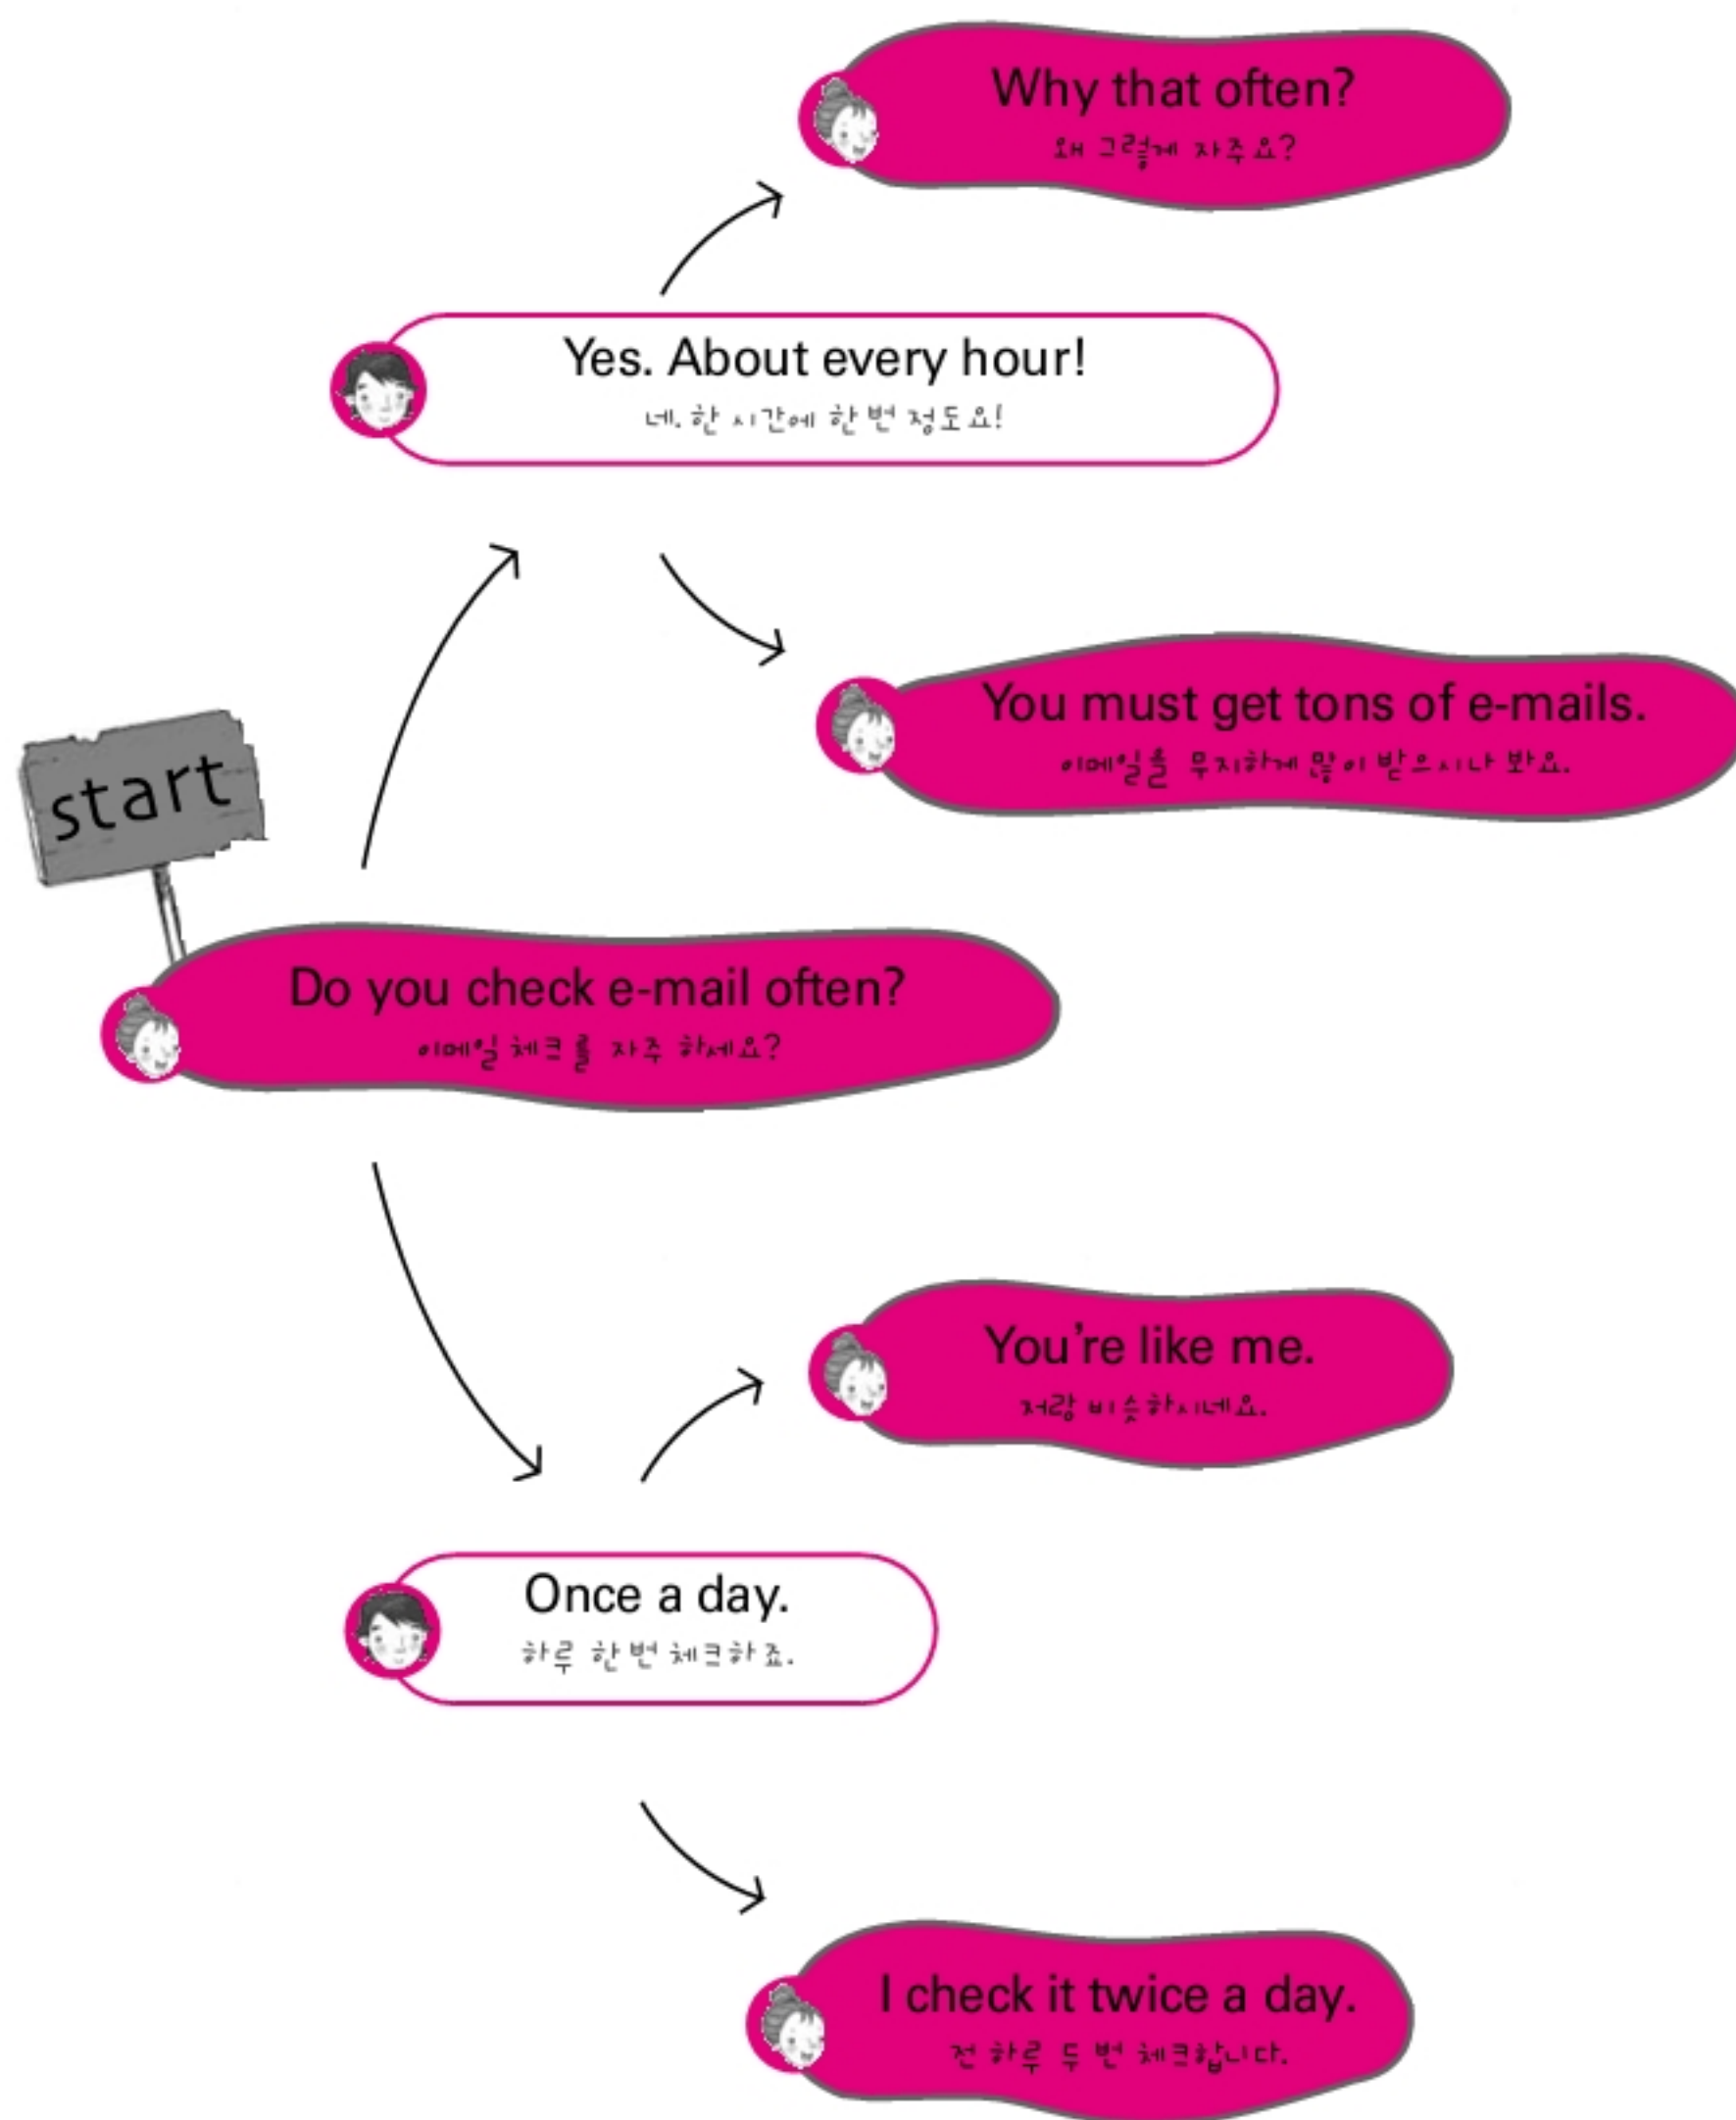 Why that often?
왜 그렇게 자주요?
Yes. About every hour!
네. 한 시간에 한 번 정도요!
You must get tons of e-mails.
이메일을 무지하게 많이 받으시나 봐요.
start
Do you check e-mail often?
이메일 체크를 자주 하세요?
You're like me.
저랑 비슷하시네요.
Once a day.
하루 한 번 체크하죠.
I check it twice a day.
전 하루 두 번 체크합니다.